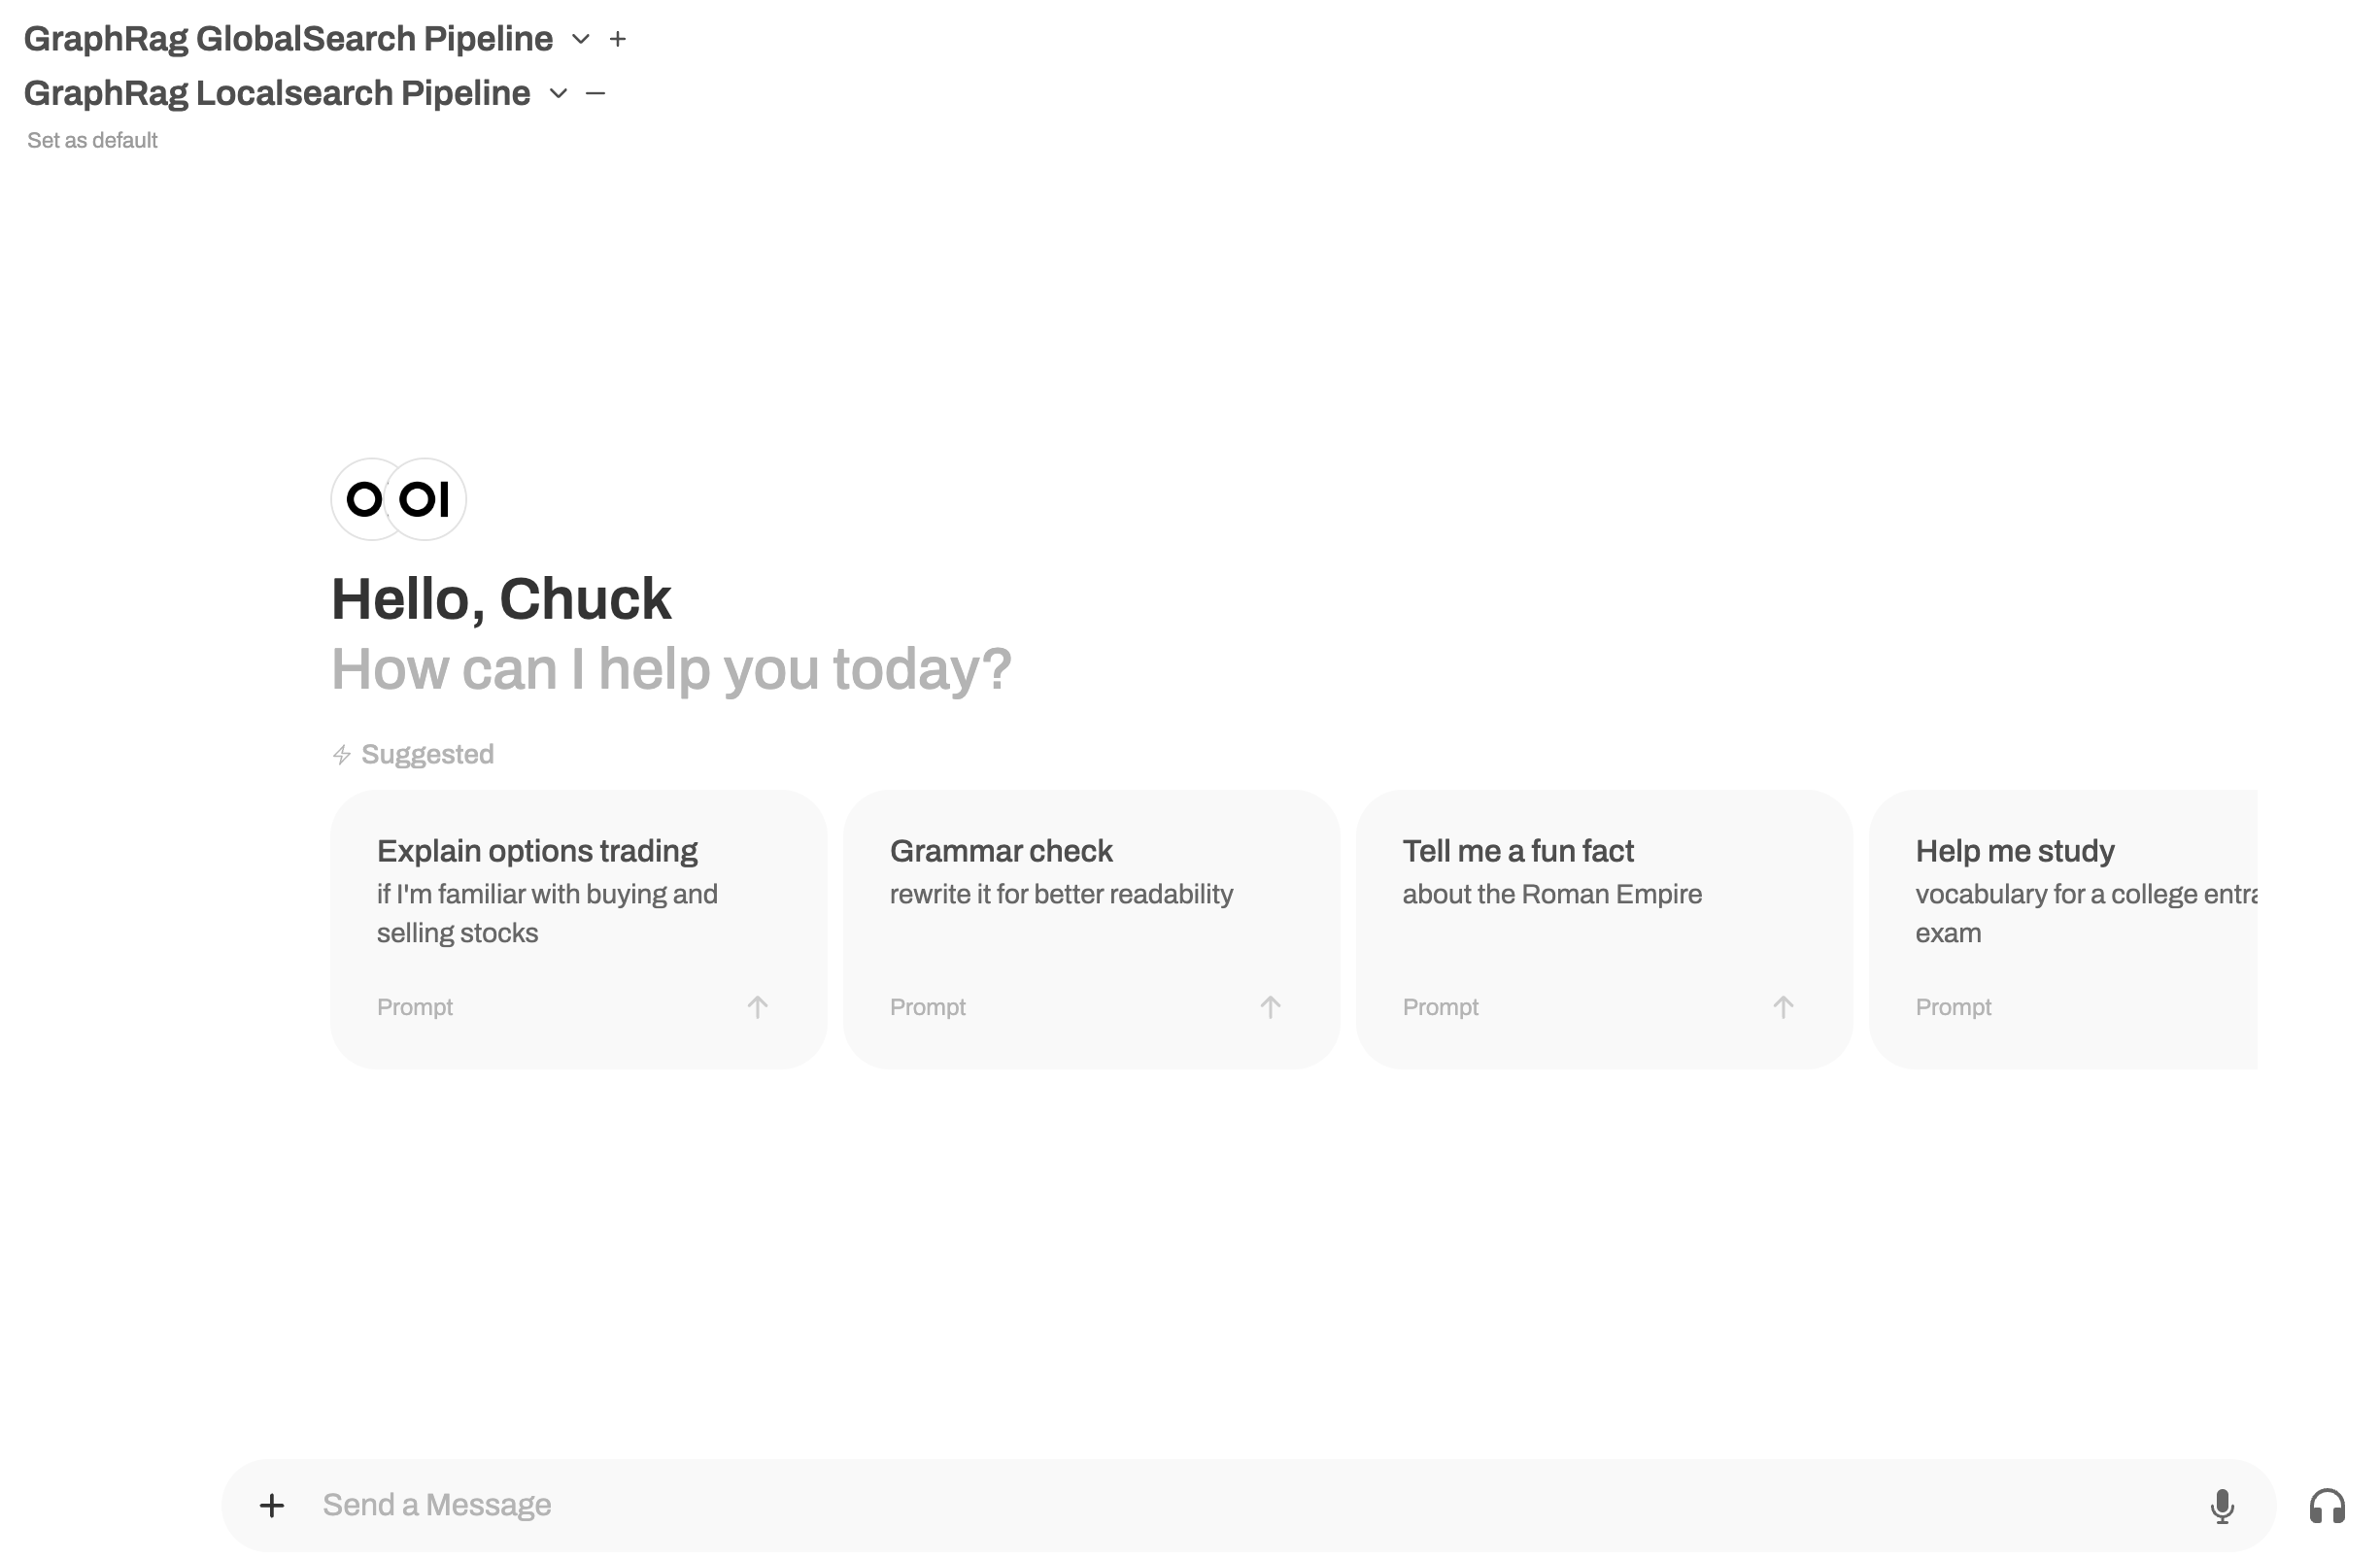 GraphRag GlobalSearch Pipeline
GraphRag Localsearch Pipeline
Set as default
OI
Hello, Chuck
How can I help you today?
Suggested
Explain options trading
if I'm familiar with buying and
selling stocks
Prompt
Grammar check
rewrite it for better readability
Prompt
Tell me a fun fact
about the Roman Empire
Prompt
Help me study
vocabulary for a college
exam
Prompt
Send a Message